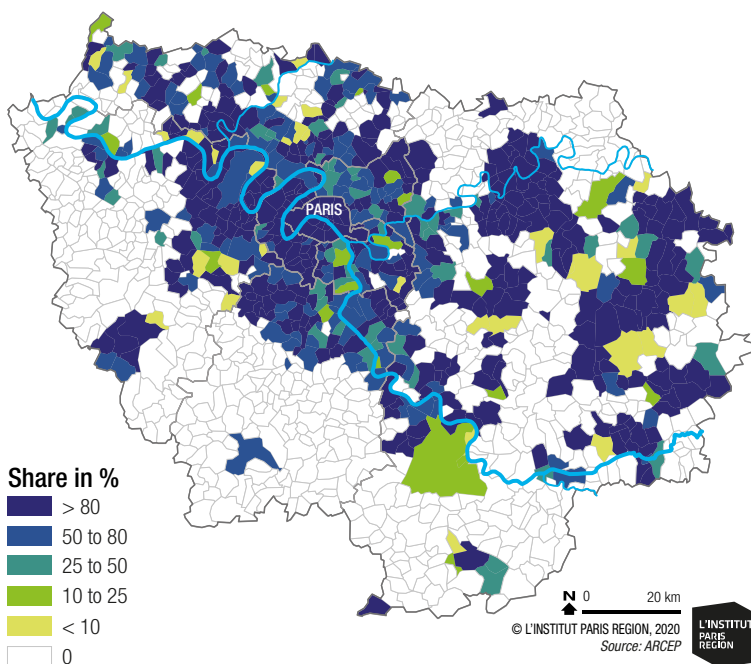 PARIS
Share in %
> 80
50 to 80
25 to 50
10 to 25
< 10
0
N 0 20 km
© L'INSTITUT PARIS REGION, 2020
Source: ARCEP
L'INSTITUT
PARIS
REGION